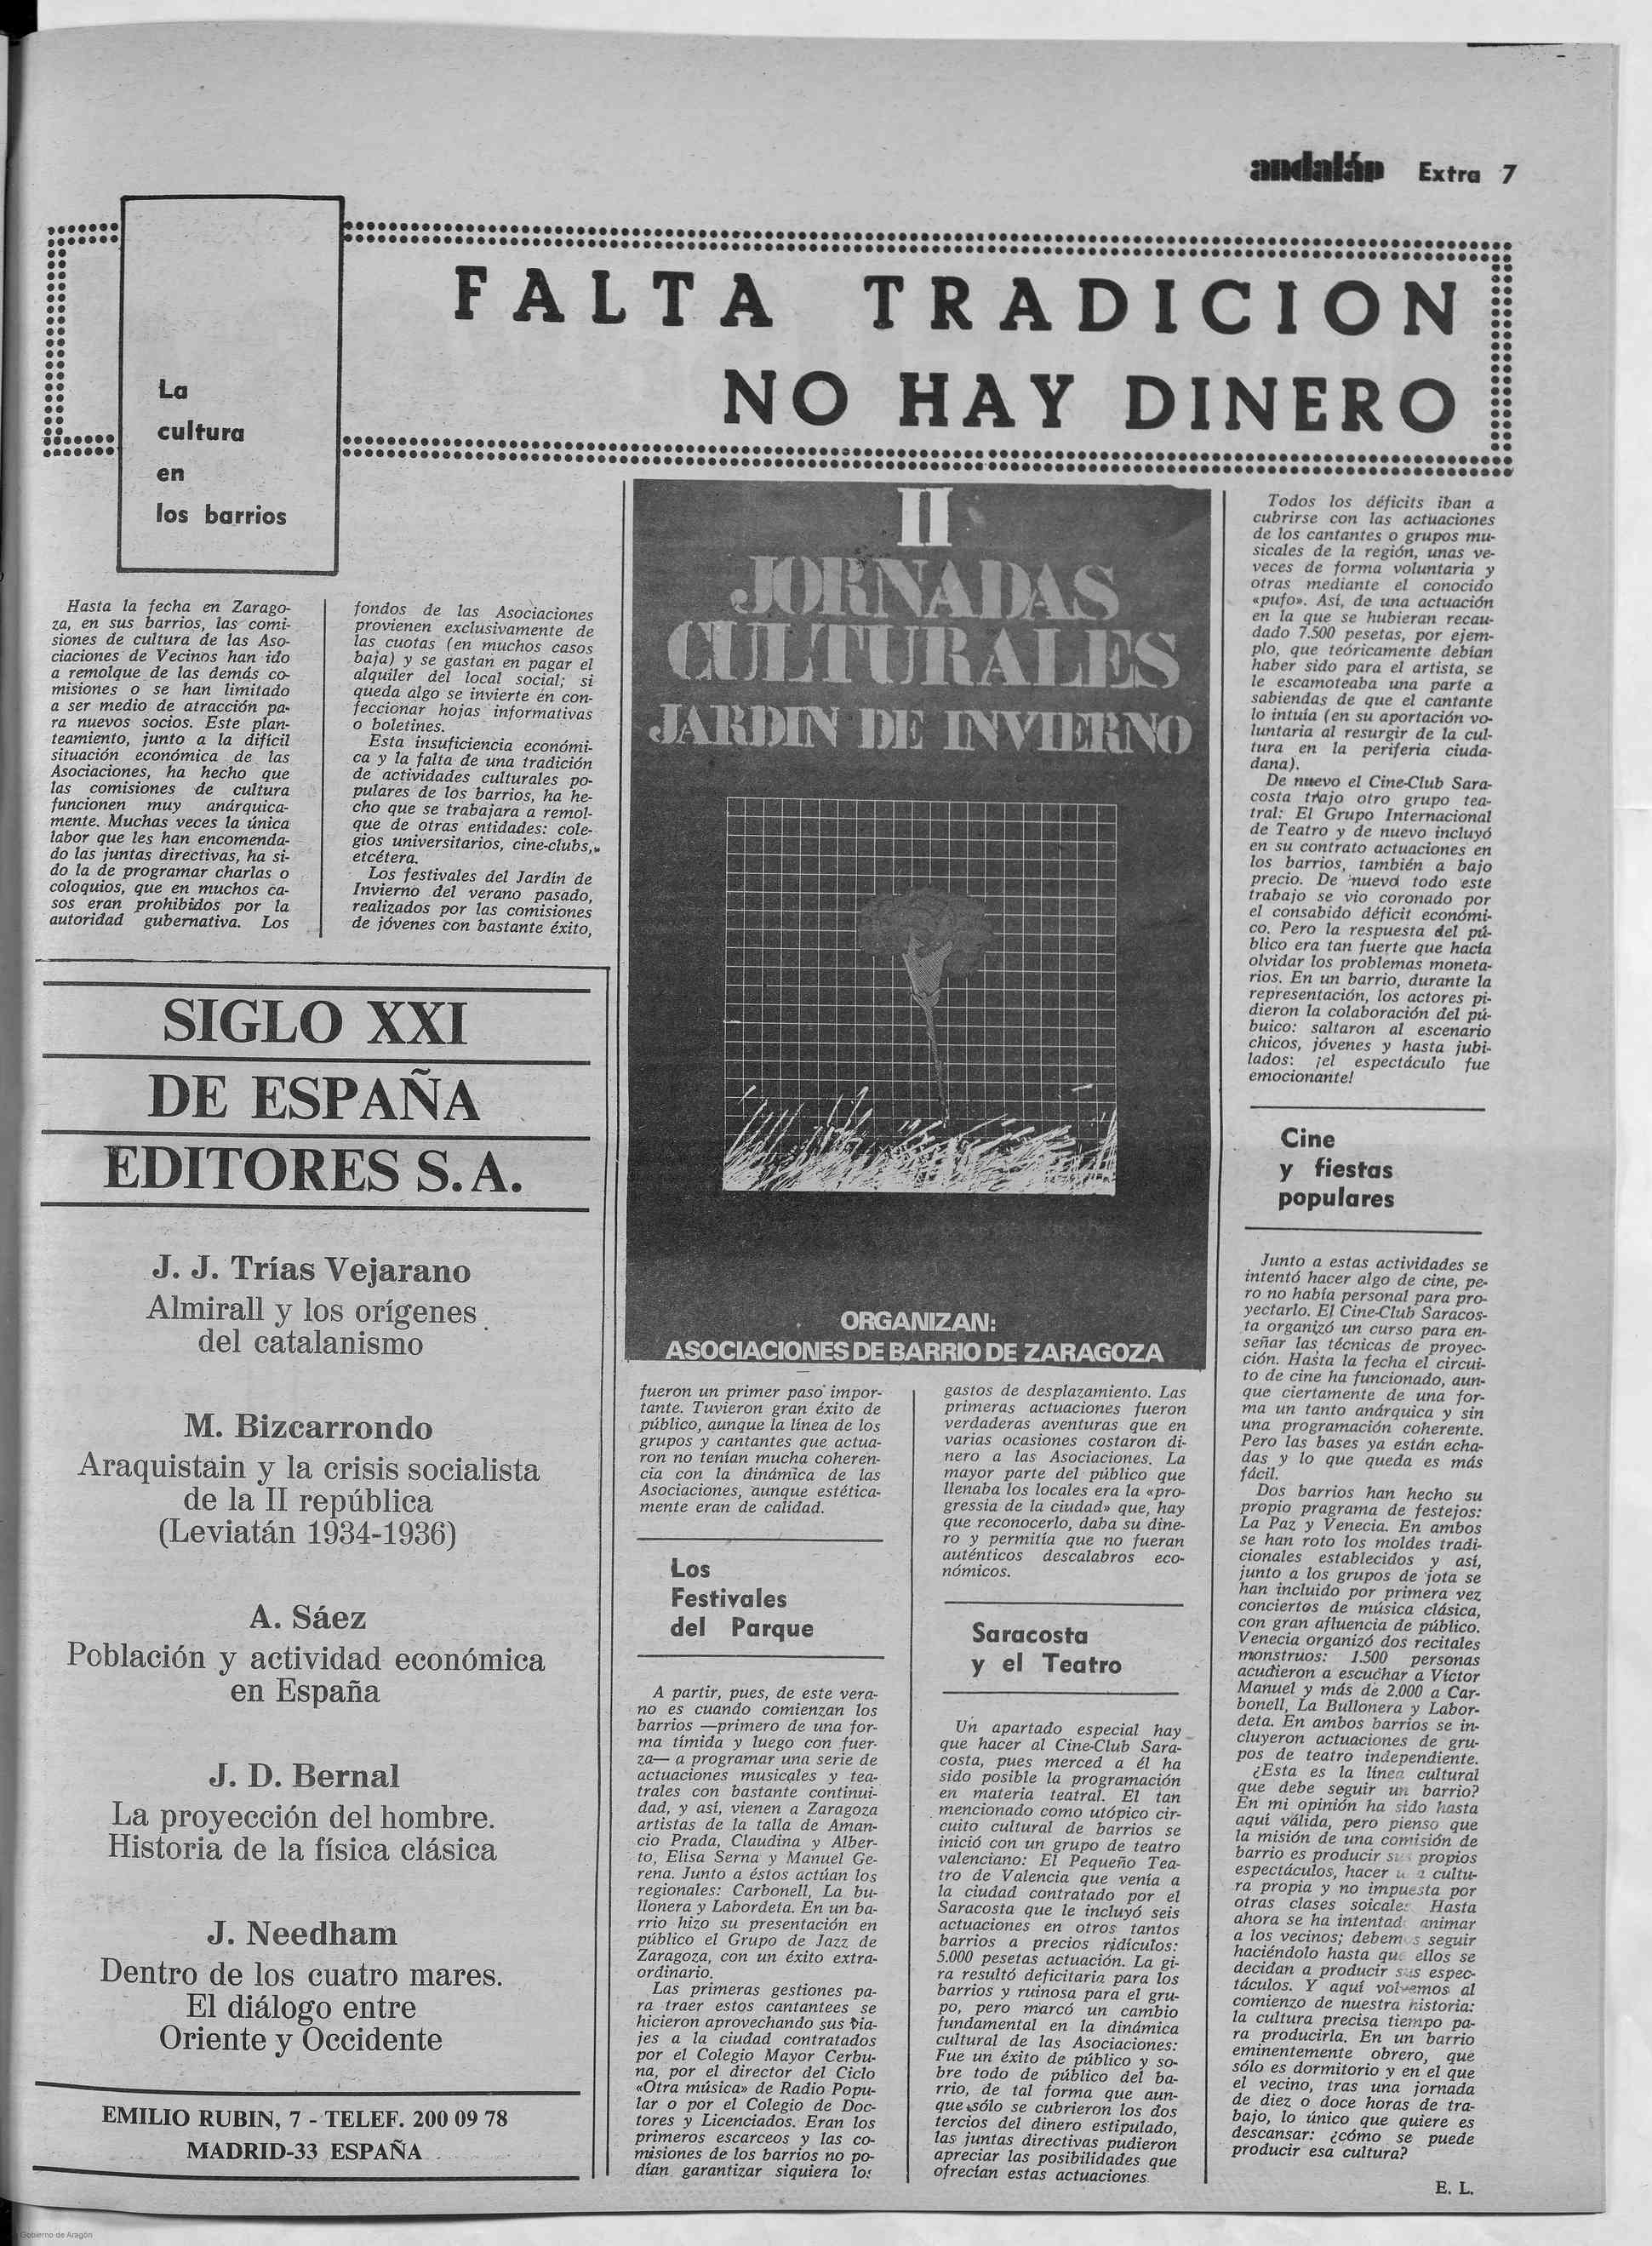 andalán Extra 7
FALTA TRADICION
NO HAY DINERO
La
cultura
en
los barrios
Hasta la fecha en Zarago-
za, en sus barrios, las comi-
siones de cultura de las Aso-
ciaciones de Vecinos han ido
a remolque de las demás co-
misiones o se han limitado
a ser medio de atracción pa-
ra nuevos socios. Este plan-
teamiento, junto a la difícil
situación económica de las
Asociaciones, ha hecho que
las comisiones de cultura
funcionen muy anárquica-
mente. Muchas veces la única
labor que les han encomenda-
do las juntas directivas, ha si-
do la de programar charlas o
coloquios, que en muchos ca-
sos eran prohibidos por la
autoridad gubernativa. Los
fondos de las Asociaciones
provienen exclusivamente de
las cuotas (en muchos casos
baja) y se gastan en pagar el
alquiler del local social; si
queda algo se invierte en con-
feccionar hojas informativas
o boletines.
Esta insuficiencia económi-
ca y la falta de una tradición
de actividades culturales po-
pulares de los barrios, ha he-
cho que se trabajara a remol-
que de otras entidades: cole-
gios universitarios, cine-clubs,
etcétera.
Los festivales del Jardín de
Invierno del verano pasado,
realizados por las comisiones
de jóvenes con bastante éxito,
II
JORNADAS
CULTURALES
JARDIN DE INVIERNO
ORGANIZAN:
ASOCIACIONES DE BARRIO DE ZARAGOZA
fueron un primer paso impor-
tante. Tuvieron gran éxito de
público, aunque la línea de los
grupos y cantantes que actua-
ron no tenían mucha coheren-
cia con la dinámica de las
Asociaciones, aunque estética-
mente eran de calidad.
Los
Festivales
del Parque
A partir, pues, de este vera-
no es cuando comienzan los
barrios —primero de una for-
ma tímida y luego con fuer-
za— a programar una serie de
actuaciones musicales y tea-
trales con bastante continui-
dad, y así, vienen a Zaragoza
artistas de la talla de Aman-
cio Prada, Claudina y Alber-
to, Elisa Serna y Manuel Ge-
rena. Junto a éstos actúan los
regionales: Carbonell, La bu-
llonera y Labordeta. En un ba-
rrio hizo su presentación en
público el Grupo de Jazz de
Zaragoza, con un éxito extra-
ordinario.
Las primeras gestiones pa-
ra traer estos cantantees se
hicieron aprovechando sus via-
jes a la ciudad contratados
por el Colegio Mayor Cerbu-
na, por el director del Ciclo
«Otra música» de Radio Popu-
lar o por el Colegio de Doc-
tores y Licenciados. Eran los
primeros escarceos y las co-
misiones de los barrios no po-
dían garantizar siquiera los
gastos de desplazamiento. Las
primeras actuaciones fueron
verdaderas aventuras que en
varias ocasiones costaron di-
nero a las Asociaciones. La
mayor parte del público que
llenaba los locales era la «pro-
gressia de la ciudad» que, hay
que reconocerlo, daba su dine-
ro y permitía que no fueran
auténticos descalabros eco-
nómicos.
Saracosta
y el Teatro
Un apartado especial hay
que hacer al Cine-Club Sara-
costa, pues merced a él ha
sido posible la programación
en materia teatral. El tan
mencionado como utópico cir-
cuito cultural de barrios se
inició con un grupo de teatro
valenciano: El Pequeño Tea-
tro de Valencia que venía a
la ciudad contratado por el
Saracosta que le incluyó seis
actuaciones en otros tantos
barrios a precios ridículos:
5.000 pesetas actuación. La gi-
ra resultó deficitaria para los
barrios y ruinosa para el gru-
po, pero marcó un cambio
fundamental en la dinámica
cultural de las Asociaciones:
Fue un éxito de público y so-
bre todo de público del ba-
rrio, de tal forma que aun-
que sólo se cubrieron los dos
tercios del dinero estipulado,
las juntas directivas pudieron
apreciar las posibilidades que
ofrecían estas actuaciones.
Todos los déficits iban a
cubrirse con las actuaciones
de los cantantes o grupos mu-
sicales de la región, unas ve-
veces de forma voluntaria y
otras mediante el conocido
«pufo». Así, de una actuación
en la que se hubieran recau-
dado 7.500 pesetas, por ejem-
plo, que teóricamente debían
haber sido para el artista, se
le escamoteaba una parte a
sabiendas de que el cantante
lo intuía (en su aportación vo-
luntaria al resurgir de la cul-
tura en la periferia ciuda-
dana).
De nuevo el Cine-Club Sara-
costa trajo otro grupo tea-
tral: El Grupo Internacional
de Teatro y de nuevo incluyó
en su contrato actuaciones en
los barrios, también a bajo
precio. De nuevo todo este
trabajo se vio coronado por
el consabido déficit económi-
co. Pero la respuesta del pú-
blico era tan fuerte que hacía
olvidar los problemas moneta-
rios. En un barrio, durante la
representación, los actores pi-
dieron la colaboración del pú-
buico: saltaron al escenario
chicos, jóvenes y hasta jubi-
lados: ¡el espectáculo fue
emocionante!
Cine
y fiestas
populares
Junto a estas actividades se
intentó hacer algo de cine, pe-
ro no había personal para pro-
yectarlo. El Cine-Club Saracos-
ta organizó un curso para en-
señar las técnicas de proyec-
ción. Hasta la fecha el circui-
to de cine ha funcionado, aun-
que ciertamente de una for-
ma un tanto anárquica y sin
una programación coherente.
Pero las bases ya están echa-
das y lo que queda es más
fácil.
Dos barrios han hecho su
propio pragrama de festejos:
La Paz y Venecia. En ambos
se han roto los moldes tradi-
cionales establecidos y así,
junto a los grupos de jota se
han incluido por primera vez
conciertos de música clásica,
con gran afluencia de público.
Venecia organizó dos recitales
monstruos: 1.500 personas
acudieron a escuchar a Víctor
Manuel y más de 2.000 a Car-
bonell, La Bullonera y Labor-
deta. En ambos barrios se in-
cluyeron actuaciones de gru-
pos de teatro independiente.
¿Esta es la línea cultural
que debe seguir un barrio?
En mi opinión ha sido hasta
aquí válida, pero pienso que
la misión de una comisión de
barrio es producir sus propios
espectáculos, hacer una cultu-
ra propia y no impuesta por
otras clases soicales. Hasta
ahora se ha intentado animar
a los vecinos; debemos seguir
haciéndolo hasta que ellos se
decidan a producir sus espec-
táculos. Y aquí volvemos al
comienzo de nuestra historia:
la cultura precisa tiempo pa-
ra producirla. En un barrio
eminentemente obrero, que
sólo es dormitorio y en el que
el vecino, tras una jornada
de diez o doce horas de tra-
bajo, lo único que quiere es
descansar: ¿cómo se puede
producir esa cultura?
E. L.
SIGLO XXI
DE ESPAÑA
EDITORES S.A.
J. J. Trías Vejarano
Almirall y los orígenes
del catalanismo
M. Bizcarrondo
Araquistain y la crisis socialista
de la II república
(Leviatán 1934-1936)
A. Sáez
Población y actividad económica
en España
J. D. Bernal
La proyección del hombre.
Historia de la física clásica
J. Needham
Dentro de los cuatro mares.
El diálogo entre
Oriente y Occidente
EMILIO RUBIN, 7 - TELEF. 200 09 78
MADRID-33 ESPAÑA
Gobierno de Aragón